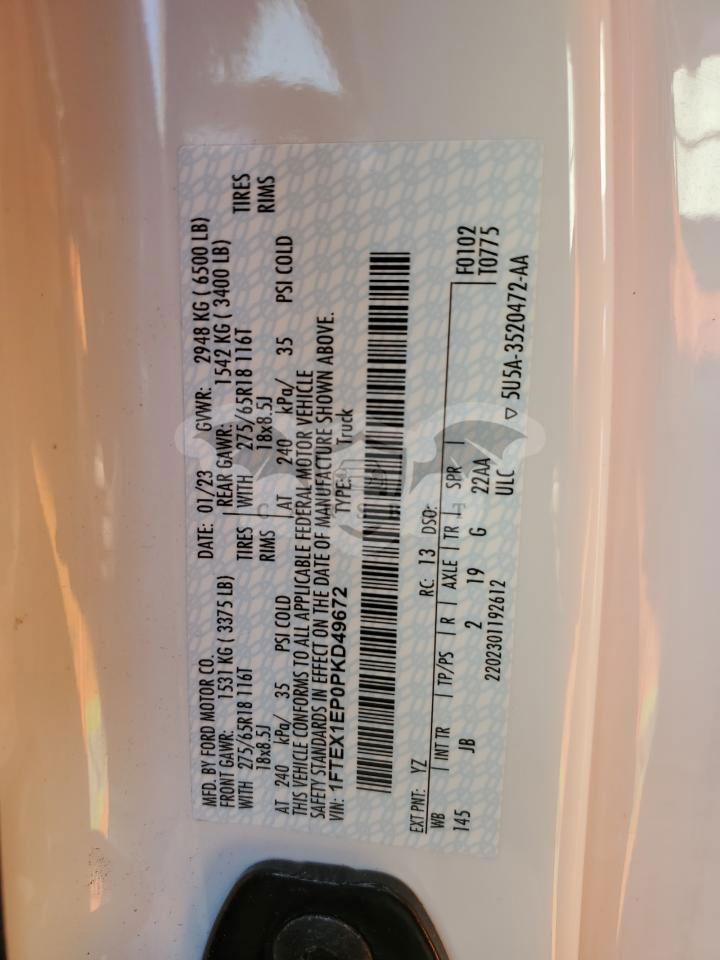 MFD. BY FORD MOTOR CO. DATE: 01/23 GVWR: 2948 KG ( 6500 LB)
FRONT GAWR: 1531 KG ( 3375 LB) REAR GAWR: 1542 KG ( 3400 LB)
WITH 275/65R18 116T TIRES WITH 275/65R18 116T TIRES
18x8.5J RIMS 18x8.5J RIMS
AT 240 kPa/ 35 PSI COLD AT 240 kPa/ 35 PSI COLD
THIS VEHICLE CONFORMS TO ALL APPLICABLE FEDERAL MOTOR VEHICLE
SAFETY STANDARDS IN EFFECT ON THE DATE OF MANUFACTURE SHOWN ABOVE.
VIN: 1FTEX1EP0PKD49672 TYPE: Truck
EXT PNT: YZ RC: 13 DSO:
WB INT TR TP/PS R AXLE TR SPR F0102
145 JB 2 19 G 22AA T0775
2202301192612 ULC ▽ 5U5A-3520472-AA